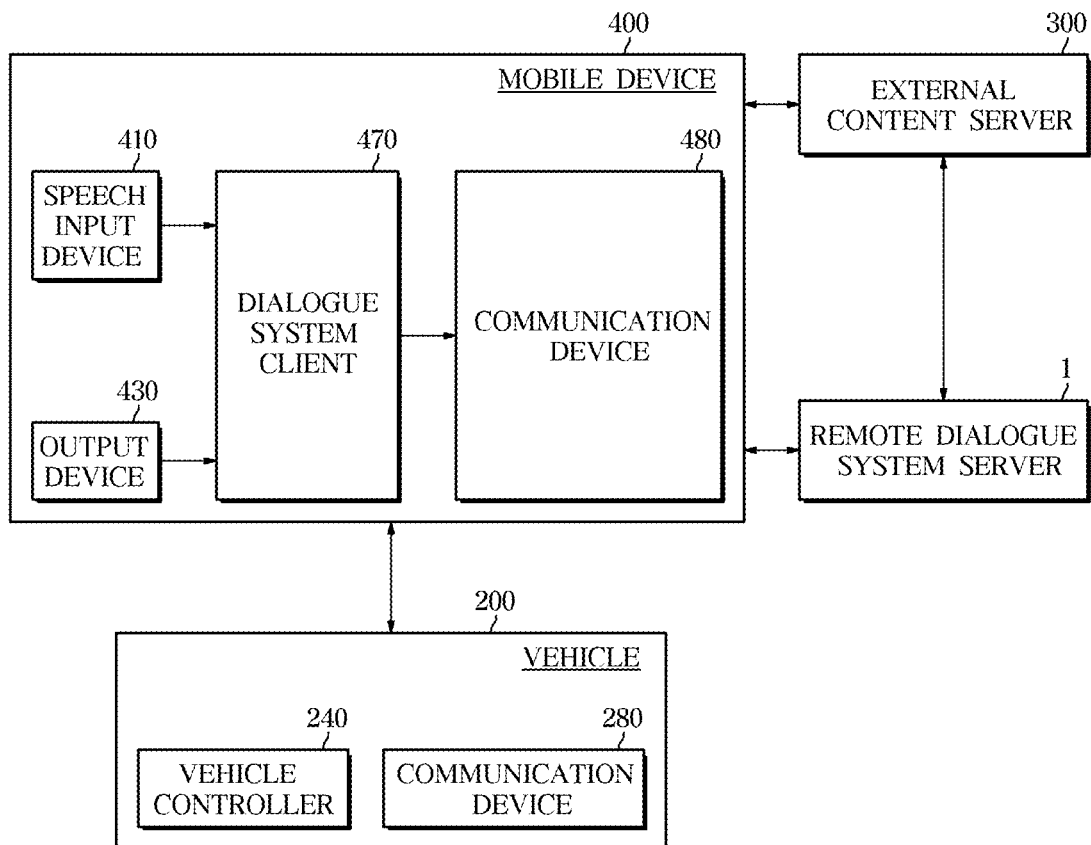 400
MOBILE DEVICE
300
EXTERNAL
CONTENT SERVER
410
SPEECH
INPUT
DEVICE
470
DIALOGUE
SYSTEM
CLIENT
480
COMMUNICATION
DEVICE
430
OUTPUT
DEVICE
1
REMOTE DIALOGUE
SYSTEM SERVER
200
VEHICLE
240
VEHICLE
CONTROLLER
280
COMMUNICATION
DEVICE